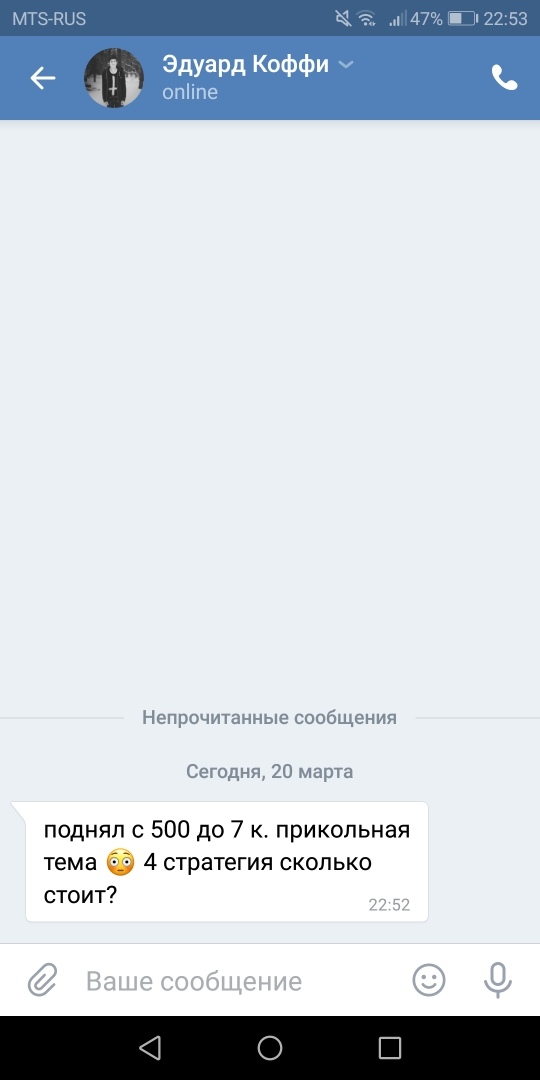 MTS-RUS 47% 22:53
Эдуард Коффи
online
Непрочитанные сообщения
Сегодня, 20 марта
поднял с 500 до 7 к. прикольная
тема 😳 4 стратегия сколько
стоит?
22:52
Ваше сообщение